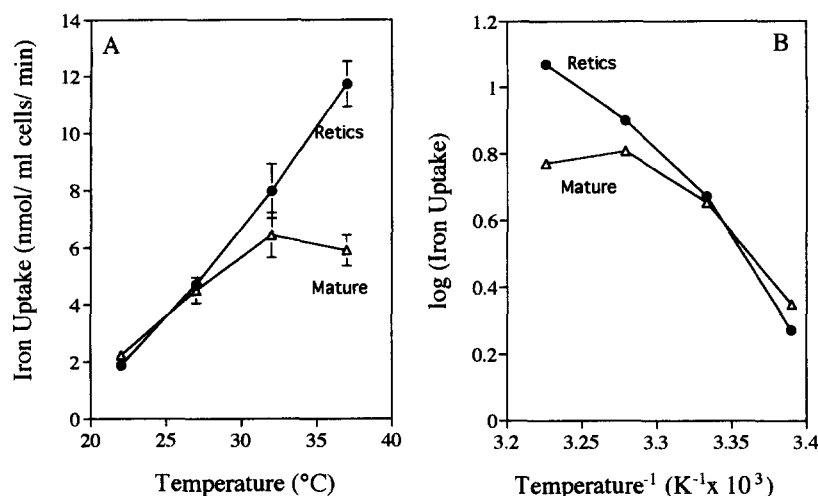 A
Iron Uptake (nmol/ ml cells/ min)
14
12
10
8
6
4
2
0
Retics
Mature
20
25
30
35
40
Temperature (°C)
B
log (Iron Uptake)
1.2
1
0.8
0.6
0.4
0.2
0
Retics
Mature
3.2
3.25
3.3
3.35
3.4
Temperature⁻¹ (K⁻¹x 10³)